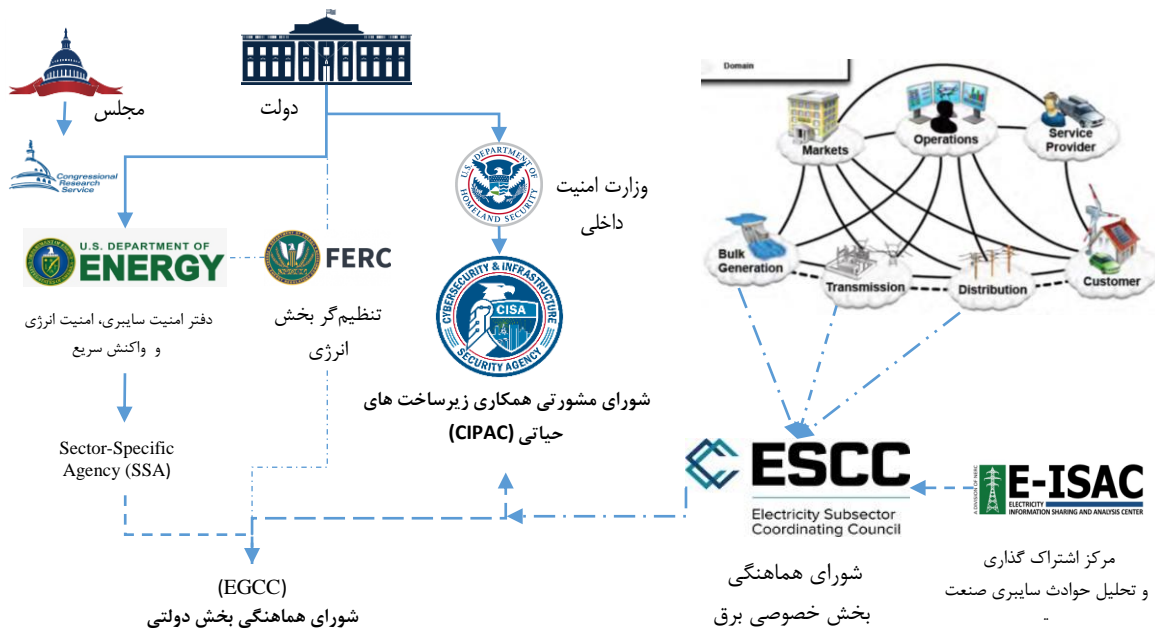 مجلس
دولت
Congressional
Research
Service
U.S. DEPARTMENT OF
ENERGY
دفتر امنیت سایبری، امنیت انرژی
و واکنش سریع
Sector-Specific
Agency (SSA)
FERC
تنظیم‌گر بخش
انرژی
U.S. DEPARTMENT OF
HOMELAND SECURITY
وزارت امنیت
داخلی
CYBERSECURITY & INFRASTRUCTURE
CISA
SECURITY AGENCY
شورای مشورتی همکاری زیرساخت های
حیاتی (CIPAC)
(EGCC)
شورای هماهنگی بخش دولتی
Domain
Markets
Operations
Service
Provider
Bulk
Generation
Transmission
Distribution
Customer
ESCC
Electricity Subsector
Coordinating Council
شورای هماهنگی
بخش خصوصی برق
A DIVISION OF NERC
E-ISAC
ELECTRICITY
INFORMATION SHARING AND ANALYSIS CENTER
مرکز اشتراک گذاری
و تحلیل حوادث سایبری صنعت